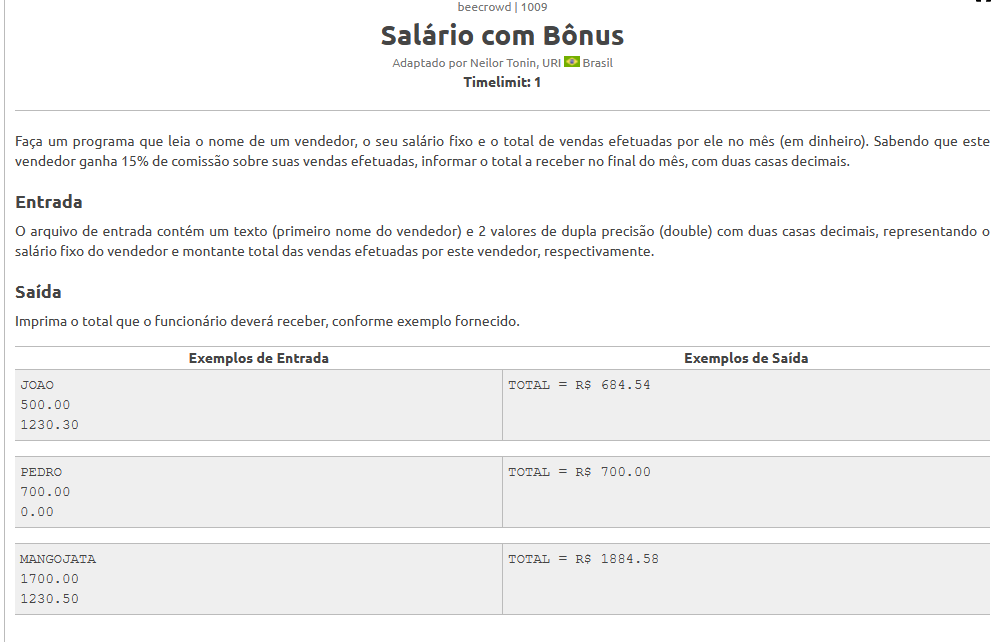 beecrowd | 1009
Salário com Bônus
Adaptado por Neilor Tonin, URI Brasil
Timelimit: 1
Faça um programa que leia o nome de um vendedor, o seu salário fixo e o total de vendas efetuadas por ele no mês (em dinheiro). Sabendo que este
vendedor ganha 15% de comissão sobre suas vendas efetuadas, informar o total a receber no final do mês, com duas casas decimais.
Entrada
O arquivo de entrada contém um texto (primeiro nome do vendedor) e 2 valores de dupla precisão (double) com duas casas decimais, representando o
salário fixo do vendedor e montante total das vendas efetuadas por este vendedor, respectivamente.
Saída
Imprima o total que o funcionário deverá receber, conforme exemplo fornecido.
Exemplos de Entrada Exemplos de Saída
JOAO TOTAL = R$ 684.54
500.00
1230.30
PEDRO TOTAL = R$ 700.00
700.00
0.00
MANGOJATA TOTAL = R$ 1884.58
1700.00
1230.50